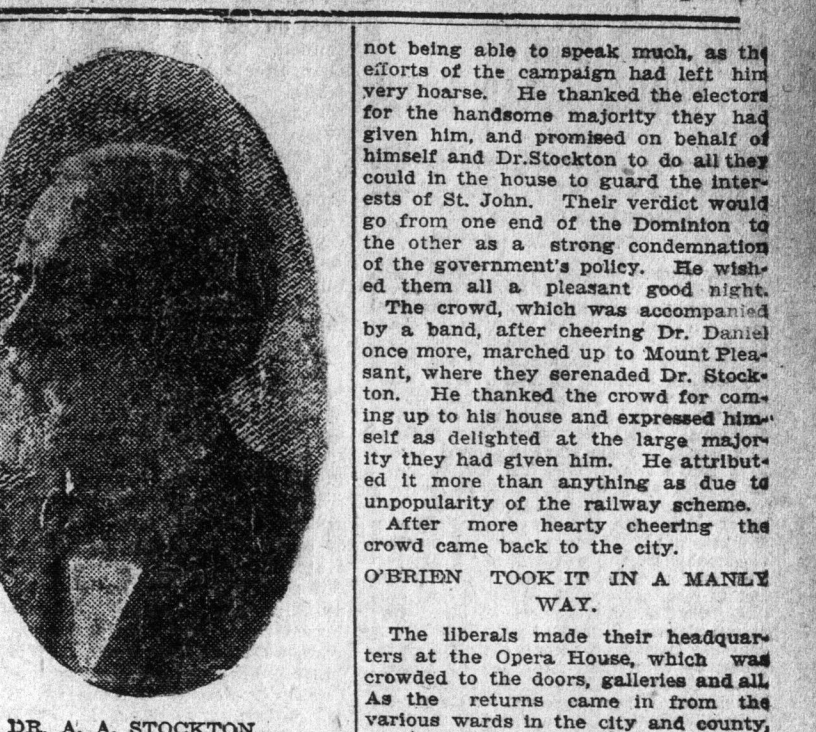 not being able to speak much, as the
efforts of the campaign had left him
very hoarse. He thanked the electors
for the handsome majority they had
given him, and promised on behalf of
himself and Dr.Stockton to do all they
could in the house to guard the inter-
ests of St. John. Their verdict would
go from one end of the Dominion to
the other as a strong condemnation
of the government's policy. He wish-
ed them all a pleasant good night.
The crowd, which was accompanied
by a band, after cheering Dr. Daniel
once more, marched up to Mount Plea-
sant, where they serenaded Dr. Stock-
ton. He thanked the crowd for com-
ing up to his house and expressed him-
self as delighted at the large major-
ity they had given him. He attribut-
ed it more than anything as due to
unpopularity of the railway scheme.
After more hearty cheering the
crowd came back to the city.
O'BRIEN TOOK IT IN A MANLY
WAY.
The liberals made their headquar-
ters at the Opera House, which was
crowded to the doors, galleries and all.
As the returns came in from the
various wards in the city and county,
DR. A. A. STOCKTON